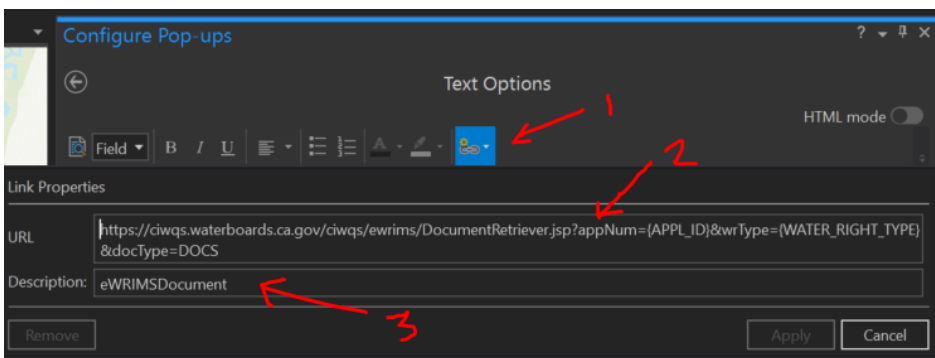 Configure Pop-ups
?
Text Options
1
HTML mode
Field B I U A
2
Link Properties
URL
https://ciwqs.waterboards.ca.gov/ciwqs/ewrims/DocumentRetriever.jsp?appNum={APPL_ID}&wrType={WATER_RIGHT_TYPE}
&docType=DOCS
Description: eWRIMSDocument
3
Remove Apply Cancel